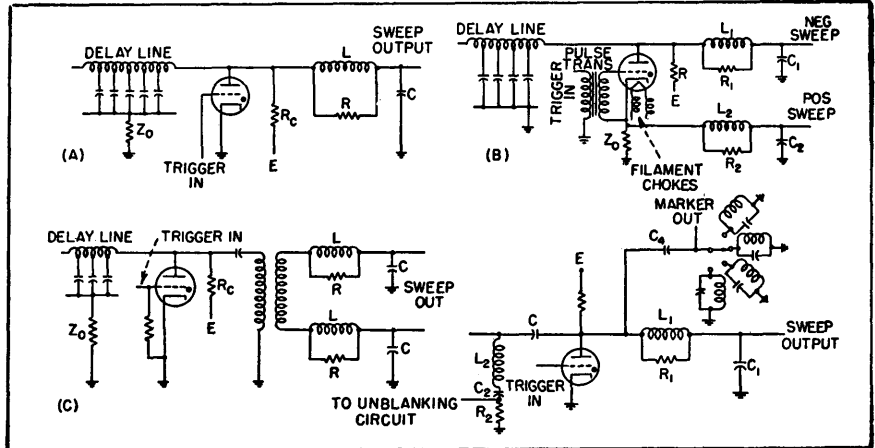 DELAY LINE
L
SWEEP OUTPUT
R
C
Z₀
R_C
E
TRIGGER IN
(A)
DELAY LINE
PULSE TRANS
TRIGGER IN
L₁
NEG SWEEP
R
E
R₁
C₁
L₂
POS SWEEP
Z₀
R₂
C₂
FILAMENT CHOKES
(B)
DELAY LINE
TRIGGER IN
R_C
E
Z₀
L
R
C
SWEEP OUT
L
R
C
(C)
MARKER OUT
C₄
E
C
L₁
SWEEP OUTPUT
R₁
C₁
L₂
C₂
TRIGGER IN
TO UNBLANKING CIRCUIT
R₂